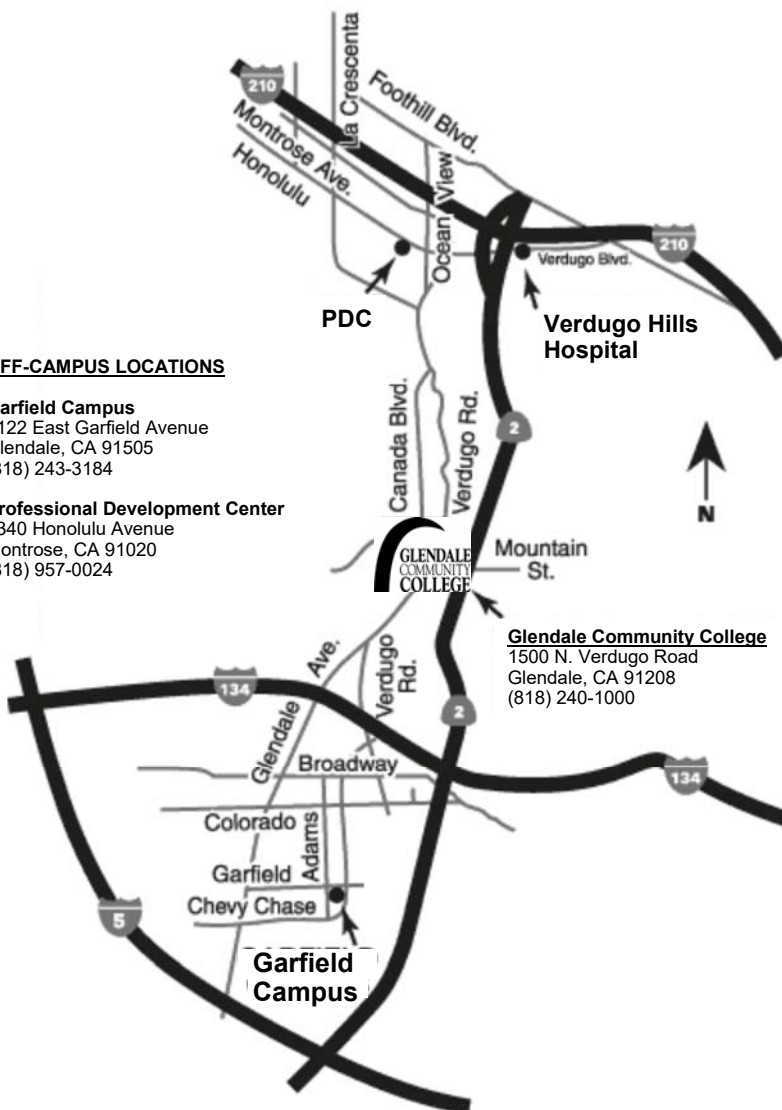 210
La Crescenta
Foothill Blvd.
Montrose Ave.
Honolulu
Ocean View
210
Verdugo Blvd.
PDC
Verdugo Hills
Hospital
FF-CAMPUS LOCATIONS
arfield Campus
122 East Garfield Avenue
lendale, CA 91505
818) 243-3184
rofessional Development Center
340 Honolulu Avenue
ontrose, CA 91020
818) 957-0024
Canada Blvd.
Verdugo Rd.
2
N
GLENDALE
COMMUNITY
COLLEGE
Mountain
St.
Glendale Community College
1500 N. Verdugo Road
Glendale, CA 91208
(818) 240-1000
134
Glendale Ave.
Verdugo
Rd.
2
Broadway
134
Colorado
Adams
Garfield
Chevy Chase
5
Garfield
Campus